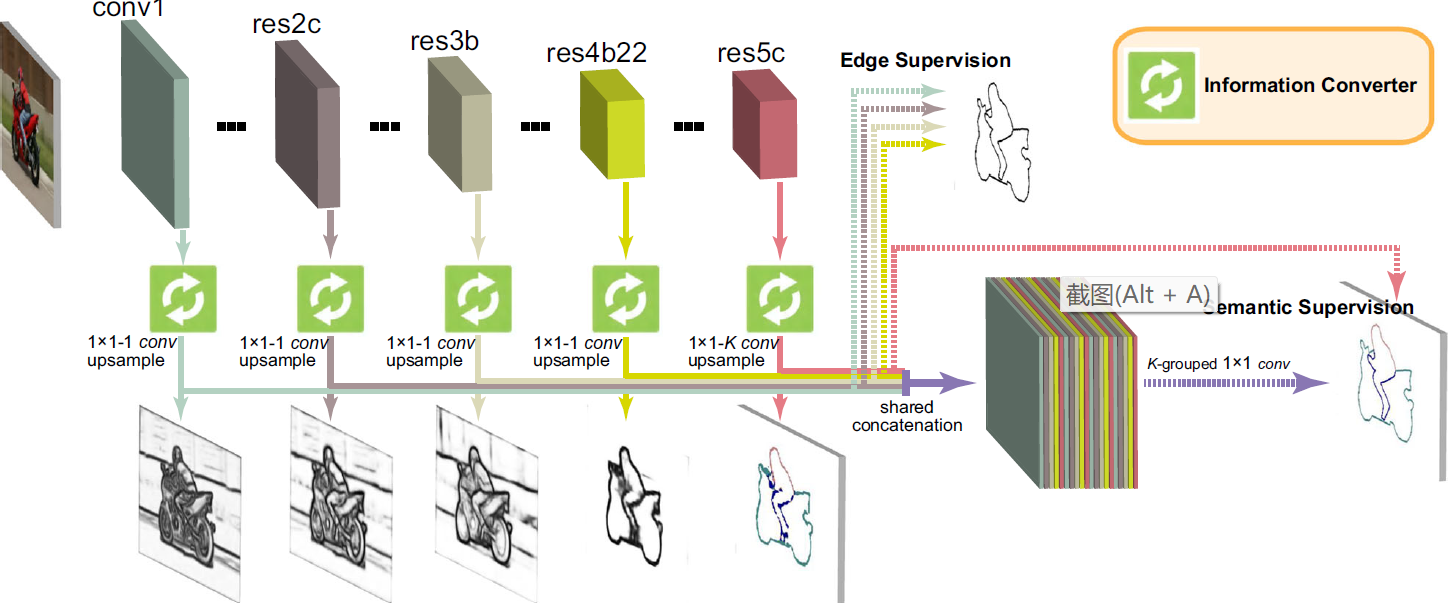 conv1
res2c
res3b
res4b22
res5c
Edge Supervision
Information Converter
1×1-1 conv
upsample
1×1-1 conv
upsample
1×1-1 conv
upsample
1×1-1 conv
upsample
1×1-K conv
upsample
截图(Alt + A)
Semantic Supervision
K-grouped 1×1 conv
shared
concatenation